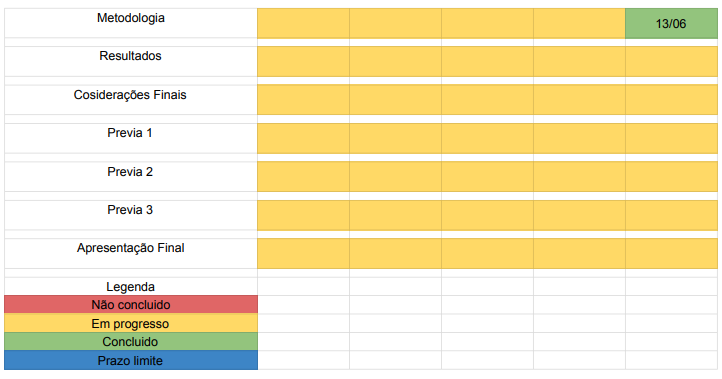 Metodologia 13/06
Resultados
Cosiderações Finais
Previa 1
Previa 2
Previa 3
Apresentação Final
Legenda
Não concluido
Em progresso
Concluido
Prazo limite